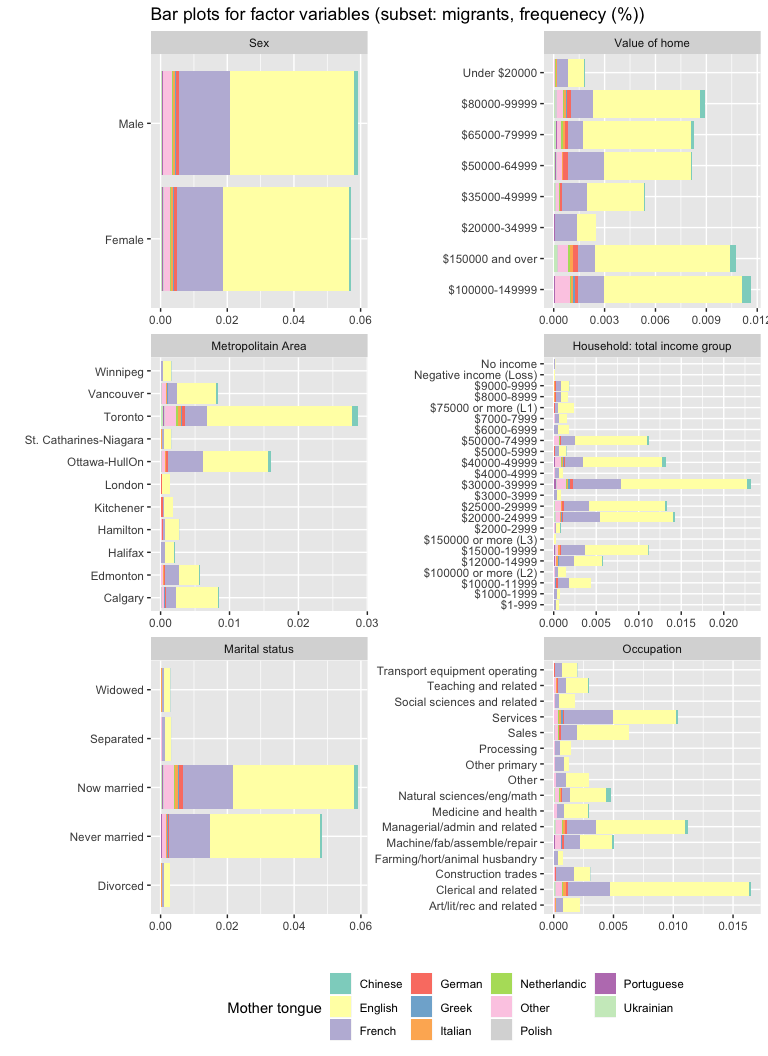 Bar plots for factor variables (subset: migrants, frequenecy (%))
Sex
Male
Female
0.00 0.02 0.04 0.06
Value of home
Under $20000
$80000-99999
$65000-79999
$50000-64999
$35000-49999
$20000-34999
$150000 and over
$100000-149999
0.000 0.003 0.006 0.009 0.012
Metropolitain Area
Winnipeg
Vancouver
Toronto
St. Catharines-Niagara
Ottawa-HullOn
London
Kitchener
Hamilton
Halifax
Edmonton
Calgary
0.00 0.01 0.02 0.03
Household: total income group
No income
Negative income (Loss)
$9000-9999
$8000-8999
$75000 or more (L1)
$7000-7999
$6000-6999
$50000-74999
$5000-5999
$40000-49999
$4000-4999
$30000-39999
$3000-3999
$25000-29999
$20000-24999
$2000-2999
$150000 or more (L3)
$15000-19999
$12000-14999
$100000 or more (L2)
$10000-11999
$1000-1999
$1-999
0.000 0.005 0.010 0.015 0.020
Marital status
Widowed
Separated
Now married
Never married
Divorced
0.00 0.02 0.04 0.06
Occupation
Transport equipment operating
Teaching and related
Social sciences and related
Services
Sales
Processing
Other primary
Other
Natural sciences/eng/math
Medicine and health
Managerial/admin and related
Machine/fab/assemble/repair
Farming/hort/animal husbandry
Construction trades
Clerical and related
Art/lit/rec and related
0.000 0.005 0.010 0.015
Mother tongue
Chinese German Netherlandic Portuguese
English Greek Other Ukrainian
French Italian Polish